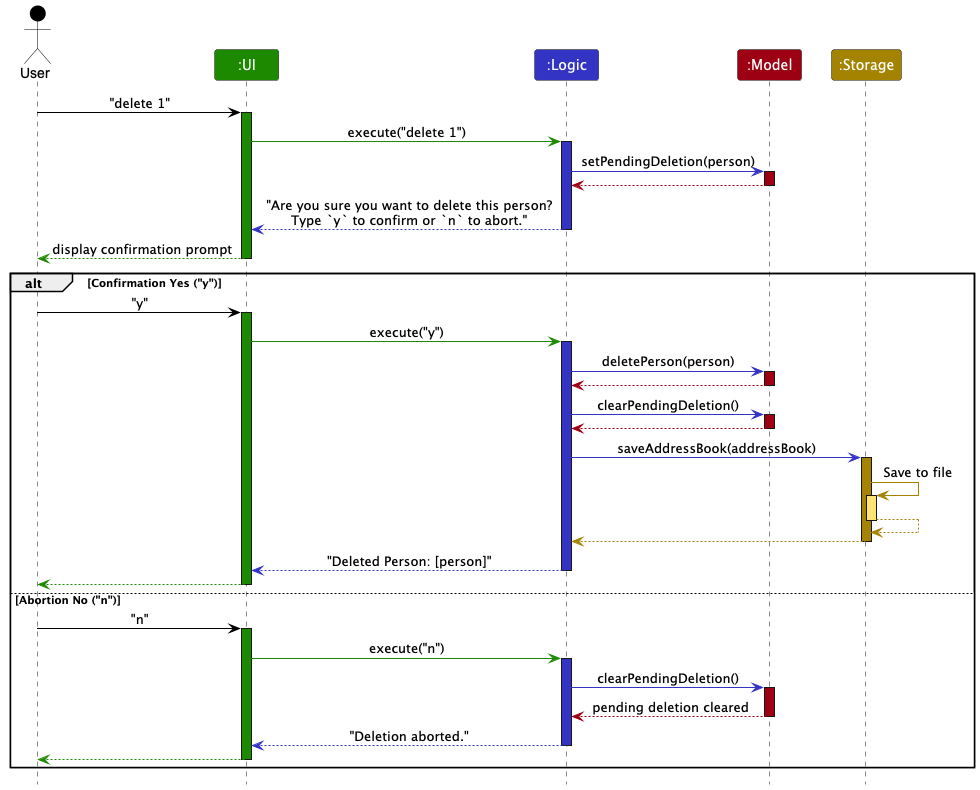 User
:UI
:Logic
:Model
:Storage
"delete 1"
execute("delete 1")
setPendingDeletion(person)
"Are you sure you want to delete this person?
Type `y` to confirm or `n` to abort."
display confirmation prompt
alt
[Confirmation Yes ("y")]
"y"
execute("y")
deletePerson(person)
clearPendingDeletion()
saveAddressBook(addressBook)
Save to file
"Deleted Person: [person]"
[Abortion No ("n")]
"n"
execute("n")
clearPendingDeletion()
pending deletion cleared
"Deletion aborted."